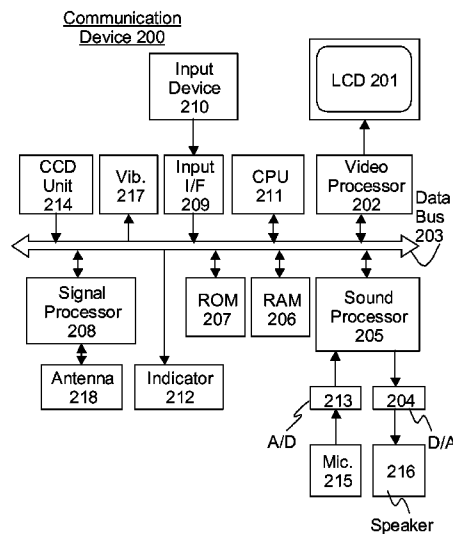 Communication
Device 200
Input
Device
210
LCD 201
CCD
Unit
214
Vib.
217
Input
I/F
209
CPU
211
Video
Processor
202
Data
Bus
203
Signal
Processor
208
ROM
207
RAM
206
Sound
Processor
205
Antenna
218
Indicator
212
213
204
A/D
D/A
Mic.
215
216
Speaker